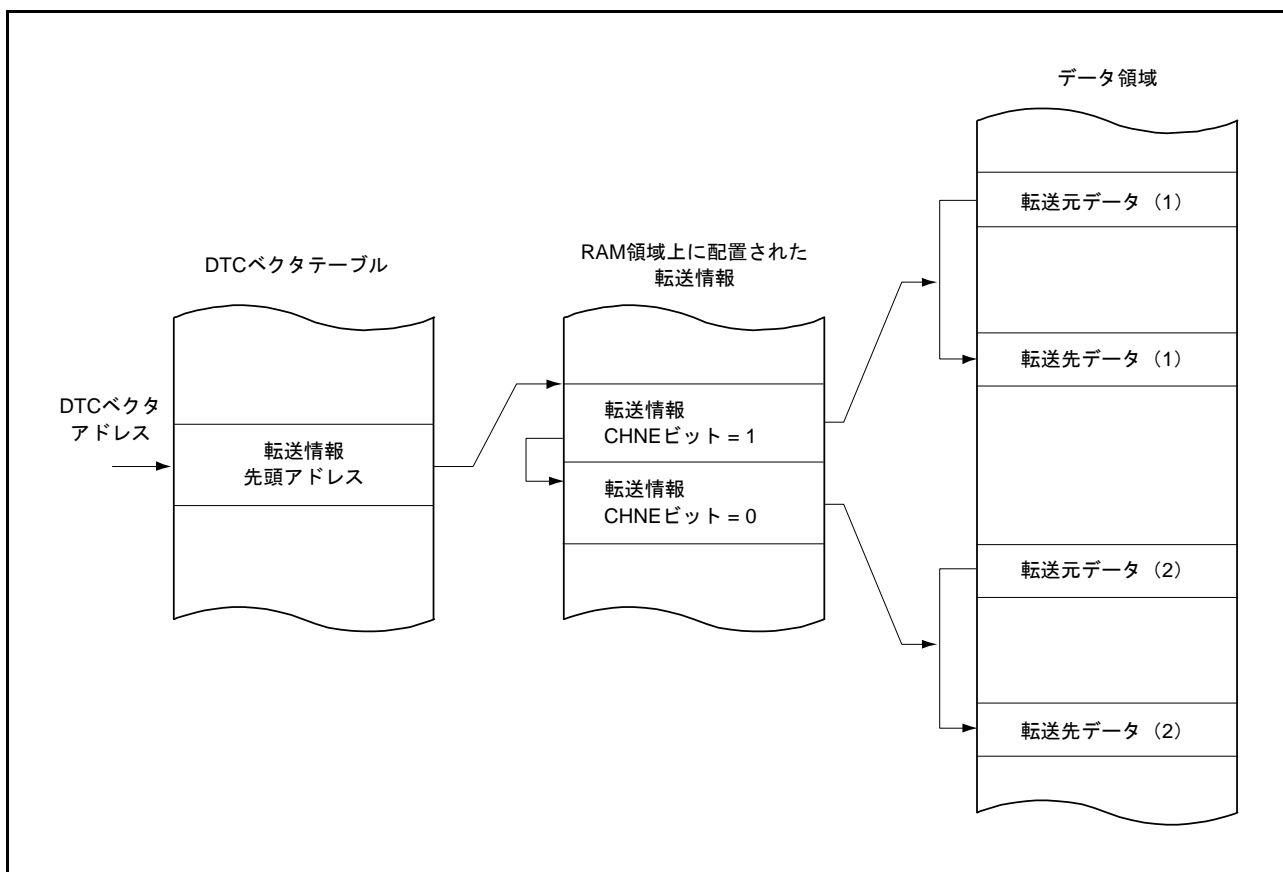 データ領域
転送元データ（1）
転送先データ（1）
転送元データ（2）
転送先データ（2）
RAM領域上に配置された
転送情報
転送情報
CHNEビット = 1
転送情報
CHNEビット = 0
DTCベクタテーブル
DTCベクタ
アドレス
転送情報
先頭アドレス